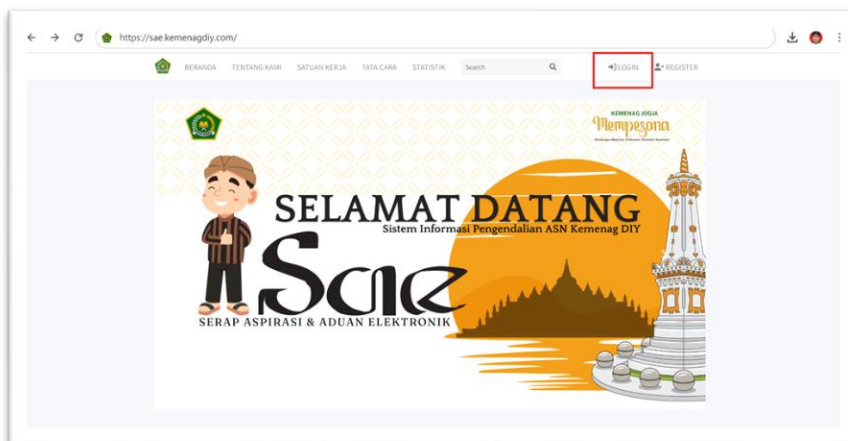 https://sae.kemenagdiy.com/
BERANDA TENTANG KAMI SATUAN KERJA TATA CARA STATISTIK Search LOGIN REGISTER
KEMENAG JOGJA
Mempesona
SELAMAT DATANG
Sistem Informasi Pengendalian ASN Kemenag DIY
Sae
SERAP ASPIRASI & ADUAN ELEKTRONIK